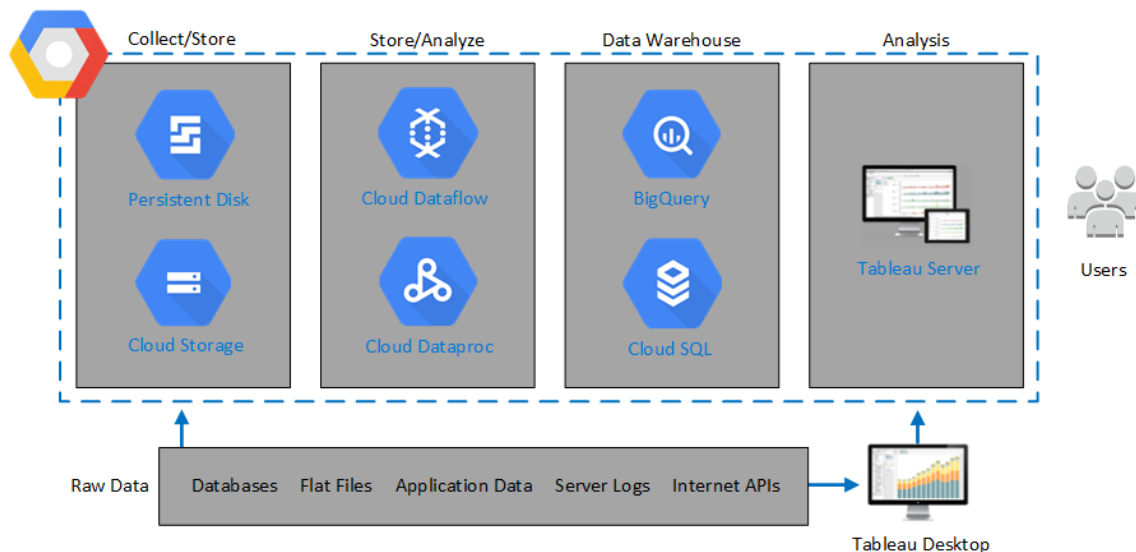 Collect/Store
Store/Analyze
Data Warehouse
Analysis
Persistent Disk
Cloud Dataflow
BigQuery
Cloud Storage
Cloud Dataproc
Cloud SQL
Tableau Server
Users
Raw Data
Databases
Flat Files
Application Data
Server Logs
Internet APIs
Tableau Desktop